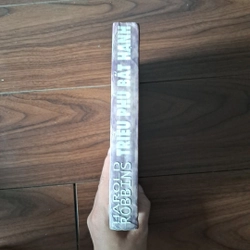 HAROLD
ROBBINS
TRIỆU PHÚ BẤT HẠNH